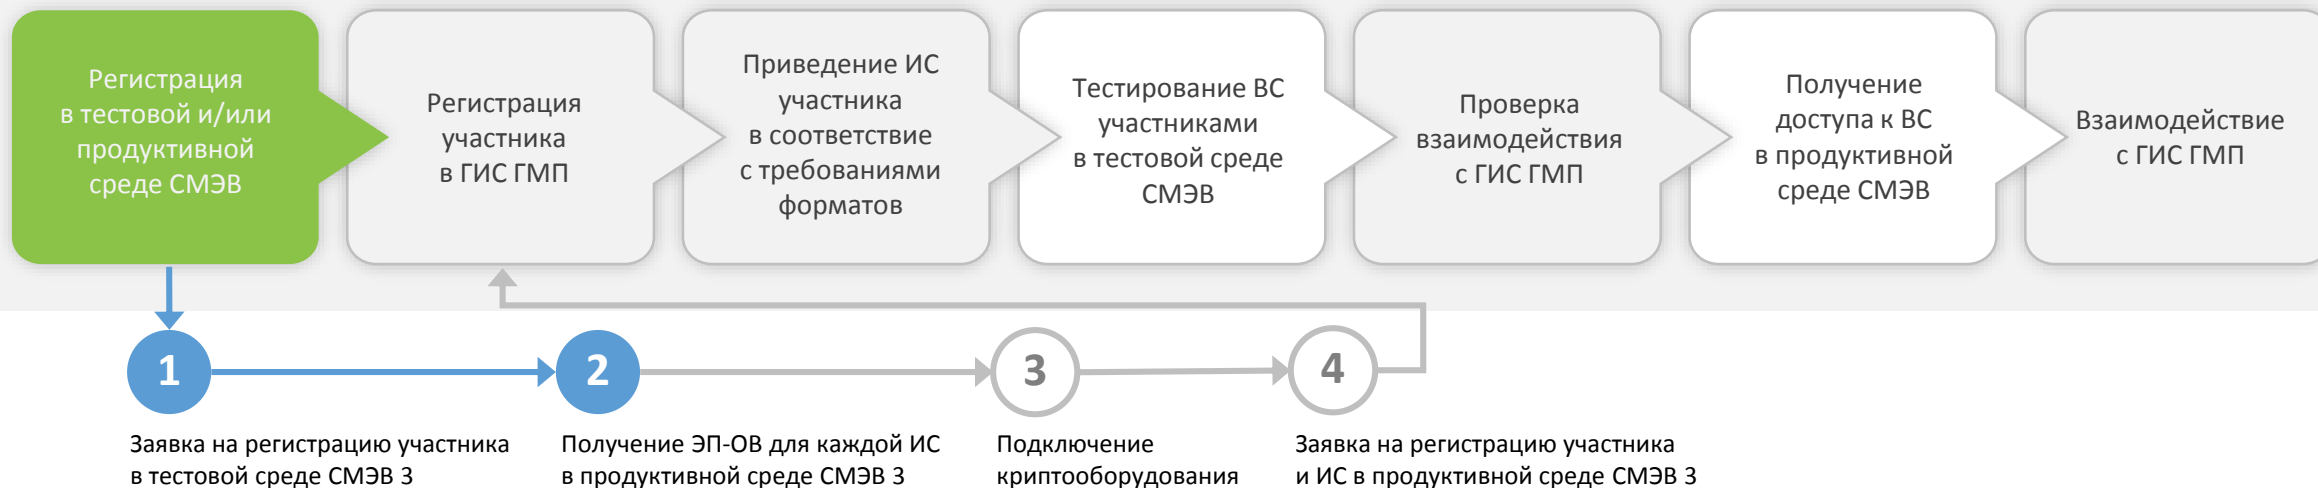 Регистрация
в тестовой и/или
продуктивной
среде СМЭВ
Регистрация
участника
в ГИС ГМП
Приведение ИС
участника
в соответствие
с требованиями
форматов
Тестирование ВС
участниками
в тестовой среде
СМЭВ
Проверка
взаимодействия
с ГИС ГМП
Получение
доступа к ВС
в продуктивной
среде СМЭВ
Взаимодействие
с ГИС ГМП
1
2
3
4
Заявка на регистрацию участника
в тестовой среде СМЭВ 3
Получение ЭП-ОВ для каждой ИС
в продуктивной среде СМЭВ 3
Подключение
криптооборудования
Заявка на регистрацию участника
и ИС в продуктивной среде СМЭВ 3